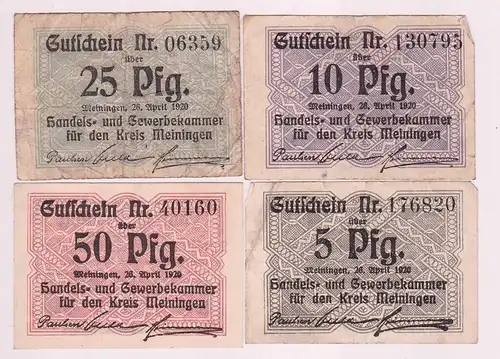 Gutschein Nr. 06359
über
25 Pfg.
Meiningen, 26. April 1920
Handels- und Gewerbekammer
für den Kreis Meiningen
Gutschein Nr. 130795
über
10 Pfg.
Meiningen, 26. April 1920
Handels- und Gewerbekammer
für den Kreis Meiningen
Gutschein Nr. 40160
über
50 Pfg.
Meiningen, 26. April 1920
Handels- und Gewerbekammer
für den Kreis Meiningen
Gutschein Nr. 176820
über
5 Pfg.
Meiningen, 26. April 1920
Handels- und Gewerbekammer
für den Kreis Meiningen